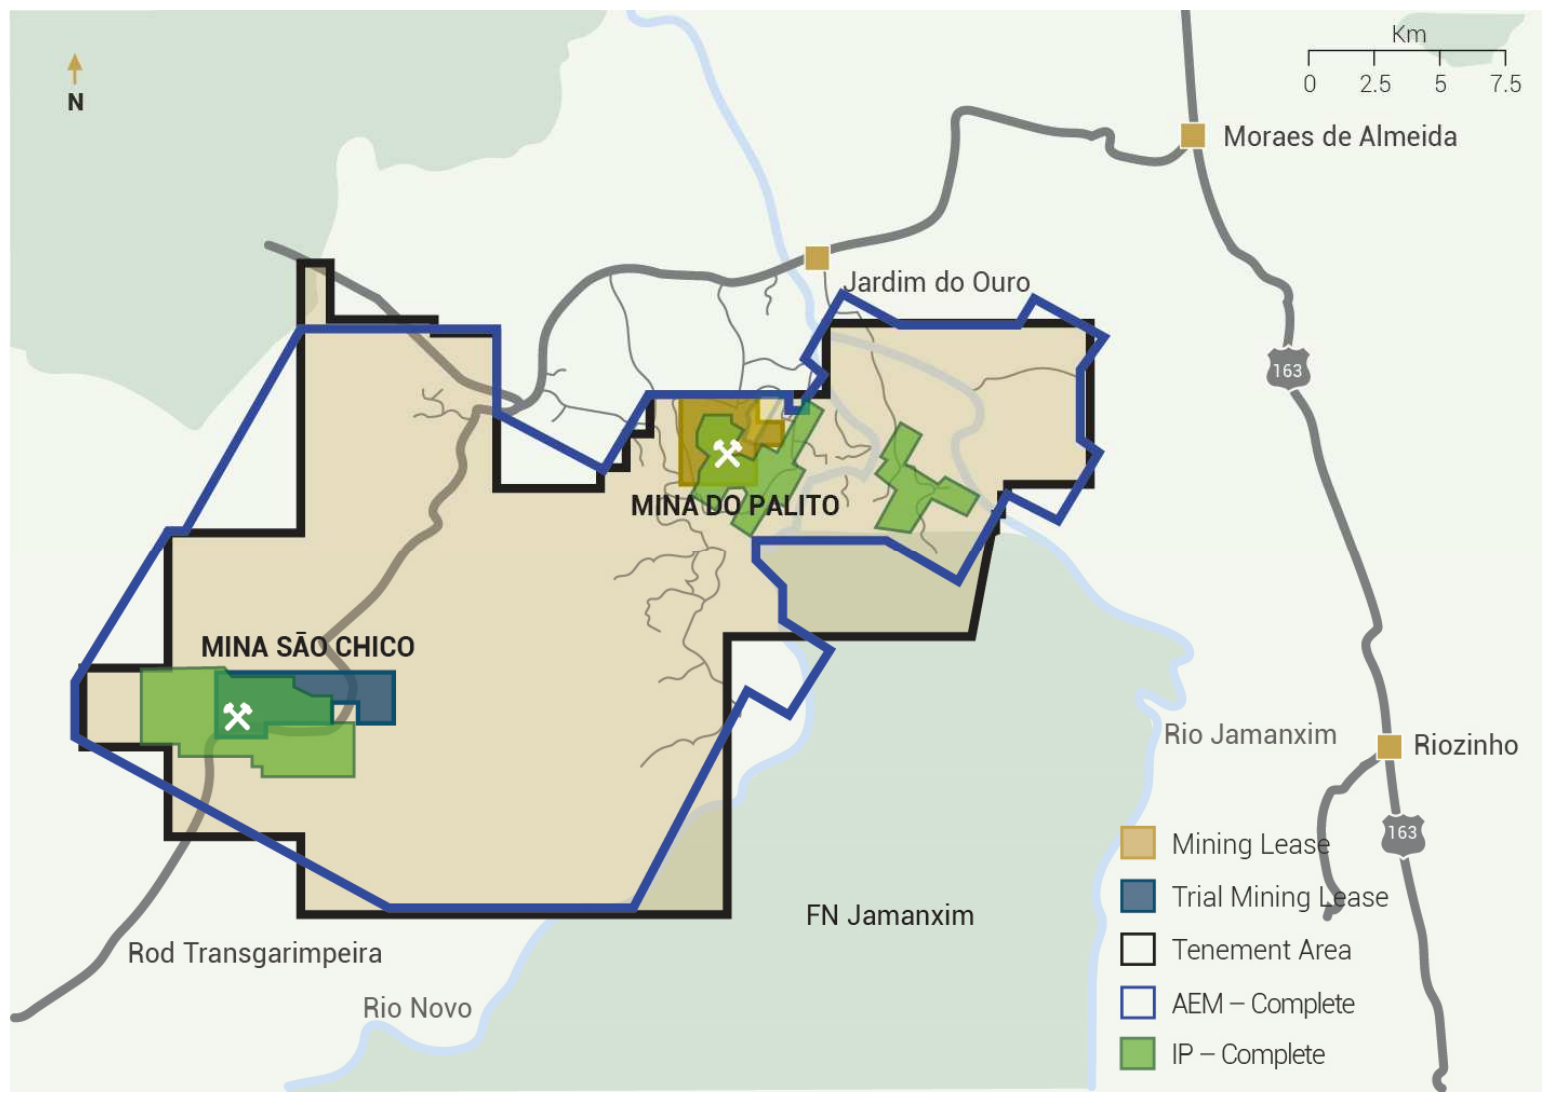 Km
0 2.5 5 7.5
N
Moraes de Almeida
Jardim do Ouro
163
MINA DO PALITO
MINA SÃO CHICO
Rio Jamanxim
Riozinho
163
Mining Lease
Trial Mining Lease
FN Jamanxim
Tenement Area
Rod Transgarimpeira
AEM – Complete
Rio Novo
IP – Complete